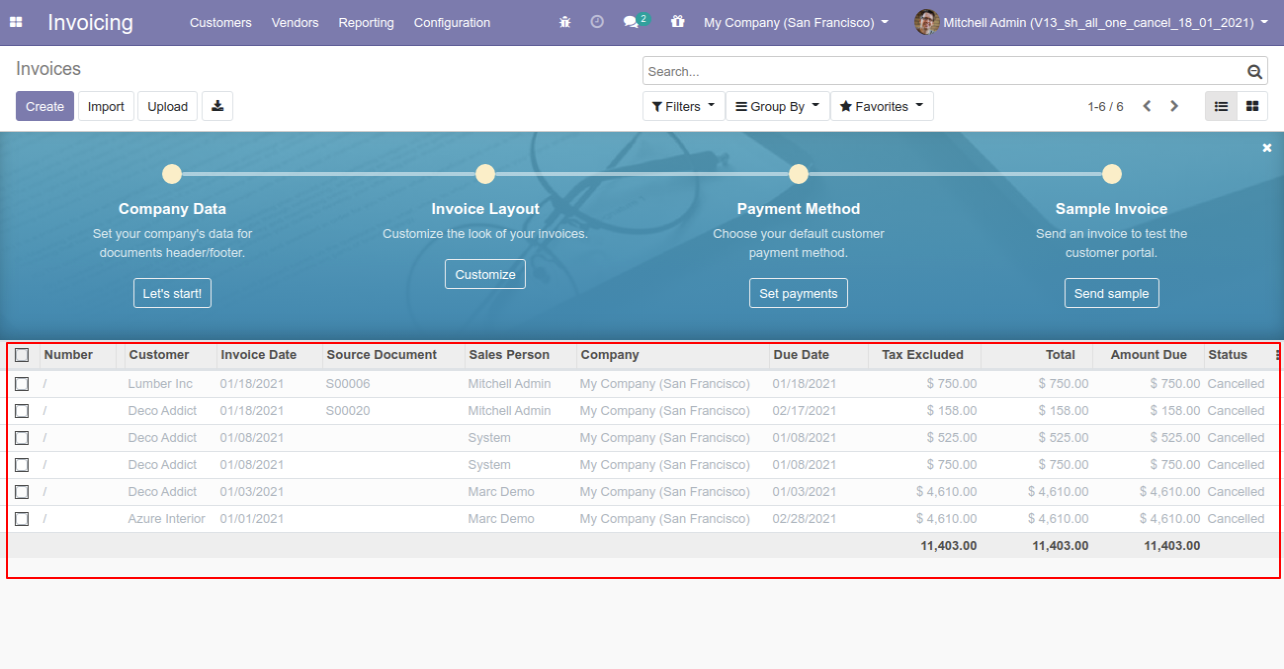 Invoicing Customers Vendors Reporting Configuration 2 My Company (San Francisco) Mitchell Admin (V13_sh_all_one_cancel_18_01_2021)
Invoices
Search...
Create Import Upload Filters Group By Favorites 1-6 / 6
Company Data Invoice Layout Payment Method Sample Invoice
Set your company's data for documents header/footer.
Customize the look of your invoices.
Choose your default customer payment method.
Send an invoice to test the customer portal.
Let's start! Customize Set payments Send sample
Number Customer Invoice Date Source Document Sales Person Company Due Date Tax Excluded Total Amount Due Status
/ Lumber Inc 01/18/2021 S00006 Mitchell Admin My Company (San Francisco) 01/18/2021 $ 750.00 $ 750.00 $ 750.00 Cancelled
/ Deco Addict 01/18/2021 S00020 Mitchell Admin My Company (San Francisco) 02/17/2021 $ 158.00 $ 158.00 $ 158.00 Cancelled
/ Deco Addict 01/08/2021 System My Company (San Francisco) 01/08/2021 $ 525.00 $ 525.00 $ 525.00 Cancelled
/ Deco Addict 01/08/2021 System My Company (San Francisco) 01/08/2021 $ 750.00 $ 750.00 $ 750.00 Cancelled
/ Deco Addict 01/03/2021 Marc Demo My Company (San Francisco) 01/03/2021 $ 4,610.00 $ 4,610.00 $ 4,610.00 Cancelled
/ Azure Interior 01/01/2021 Marc Demo My Company (San Francisco) 02/28/2021 $ 4,610.00 $ 4,610.00 $ 4,610.00 Cancelled
11,403.00 11,403.00 11,403.00